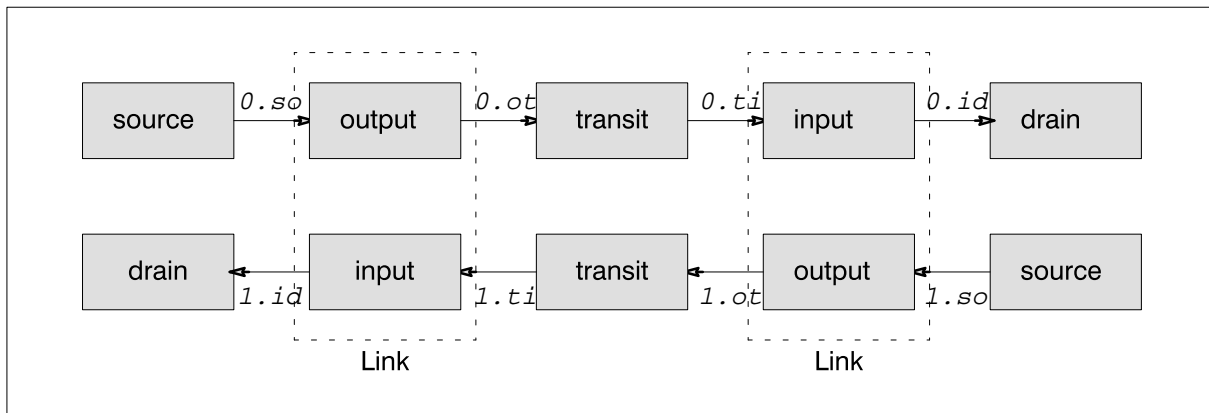 0.so 0.ot 0.ti 0.id
source output transit input drain
drain input transit output source
1.id 1.ti 1.ot 1.so
Link Link